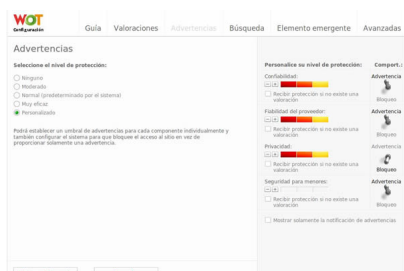 WOT
Configuración
Guía
Valoraciones
Advertencias
Búsqueda
Elemento emergente
Avanzadas
Advertencias
Seleccione el nivel de protección:
Ninguno
Moderado
Normal (predeterminado por el sistema)
Muy eficaz
Personalizado
Podrá establecer un umbral de advertencias para cada componente individualmente y
también configurar el sistema para que bloquee el acceso al sitio en vez de
proporcionar solamente una advertencia.
Personalice su nivel de protección:
Comport.:
Confiabilidad:
Advertencia
Recibir protección si no existe una
valoración
Bloqueo
Fiabilidad del proveedor:
Advertencia
Recibir protección si no existe una
valoración
Bloqueo
Privacidad:
Advertencia
Recibir protección si no existe una
valoración
Bloqueo
Seguridad para menores:
Advertencia
Recibir protección si no existe una
valoración
Bloqueo
Mostrar solamente la notificación de advertencias